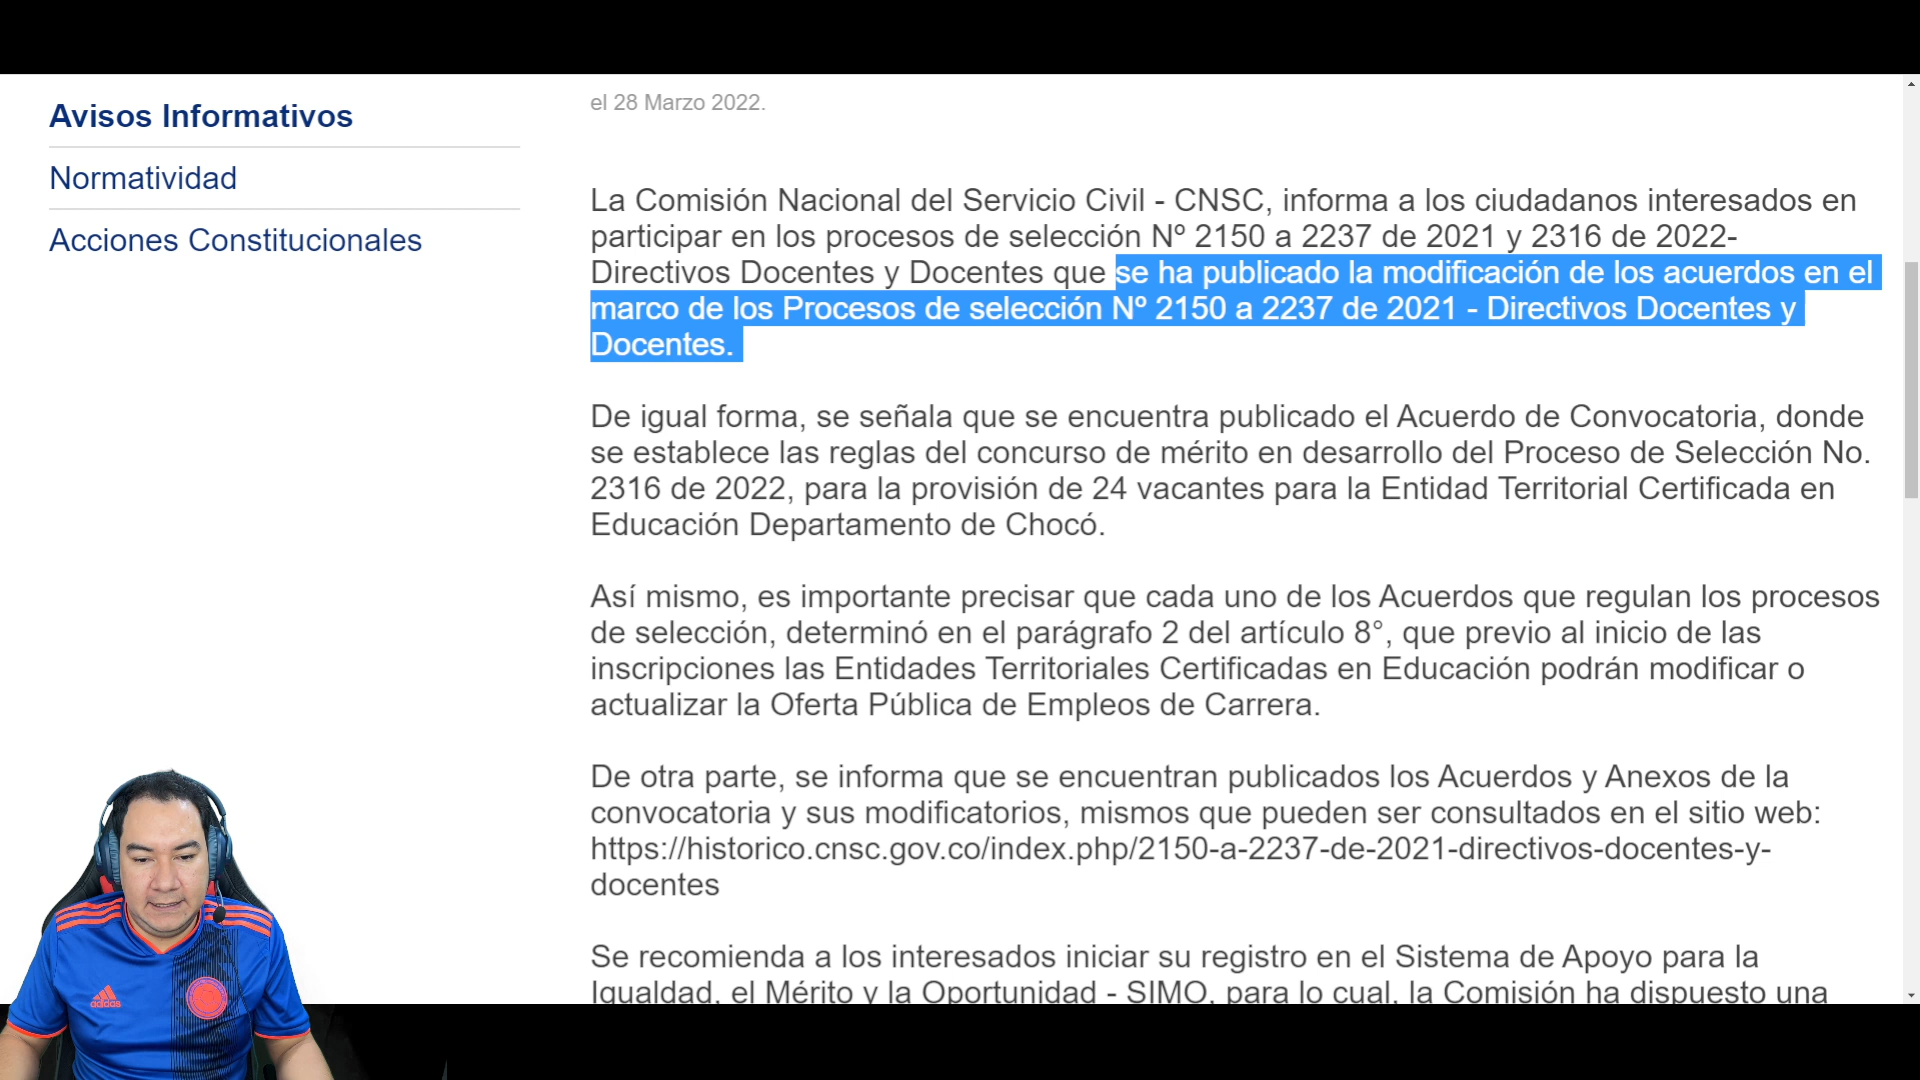 Avisos Informativos
Normatividad
Acciones Constitucionales
el 28 Marzo 2022.
La Comisión Nacional del Servicio Civil - CNSC, informa a los ciudadanos interesados en
participar en los procesos de selección Nº 2150 a 2237 de 2021 y 2316 de 2022-
Directivos Docentes y Docentes que se ha publicado la modificación de los acuerdos en el
marco de los Procesos de selección Nº 2150 a 2237 de 2021 - Directivos Docentes y
Docentes.
De igual forma, se señala que se encuentra publicado el Acuerdo de Convocatoria, donde
se establece las reglas del concurso de mérito en desarrollo del Proceso de Selección No.
2316 de 2022, para la provisión de 24 vacantes para la Entidad Territorial Certificada en
Educación Departamento de Chocó.
Así mismo, es importante precisar que cada uno de los Acuerdos que regulan los procesos
de selección, determinó en el parágrafo 2 del artículo 8°, que previo al inicio de las
inscripciones las Entidades Territoriales Certificadas en Educación podrán modificar o
actualizar la Oferta Pública de Empleos de Carrera.
De otra parte, se informa que se encuentran publicados los Acuerdos y Anexos de la
convocatoria y sus modificatorios, mismos que pueden ser consultados en el sitio web:
https://historico.cnsc.gov.co/index.php/2150-a-2237-de-2021-directivos-docentes-y-
docentes
Se recomienda a los interesados iniciar su registro en el Sistema de Apoyo para la
Igualdad, el Mérito y la Oportunidad - SIMO, para lo cual, la Comisión ha dispuesto una
adidas